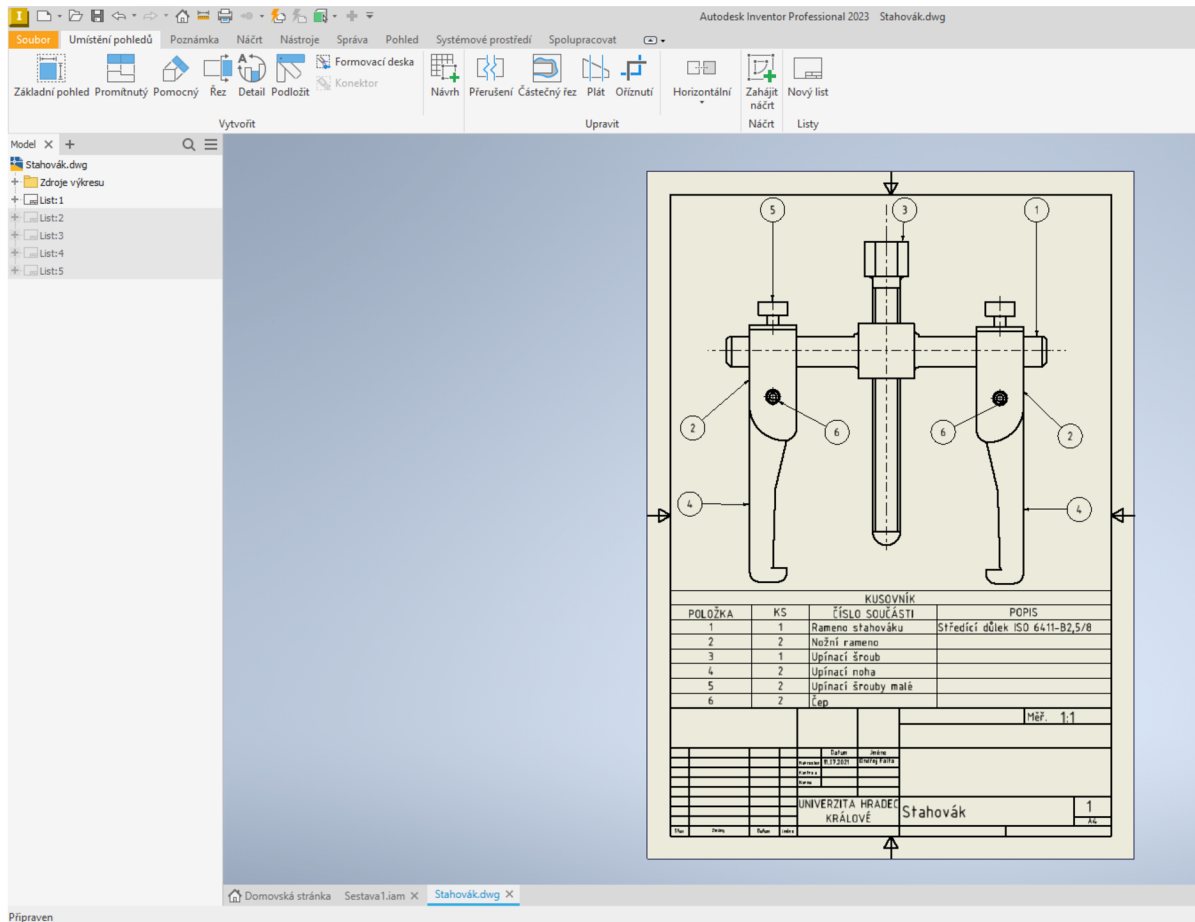 I
Autodesk Inventor Professional 2023 Stahovák.dwg
Soubor Umístění pohledů Poznámka Náčrt Nástroje Správa Pohled Systémové prostředí Spolupracovat
Základní pohled Promítnutý Pomocný Řez Detail Podložit Formovací deska
Konektor
Návrh Přerušení Částečný řez Plát Oříznutí Horizontální Zahájit náčrt Nový list
Vytvořit Upravit Náčrt Listy
Model
Stahovák.dwg
Zdroje výkresu
List:1
List:2
List:3
List:4
List:5
5 3 1
2 6 6 2
4 4
KUSOVNÍK
POLOŽKA KS ČÍSLO SOUČÁSTI POPIS
1 1 Rameno stahováku Středící důlek ISO 6411-B2,5/8
2 2 Nožní rameno
3 1 Upínací šroub
4 2 Upínací noha
5 2 Upínací šrouby malé
6 2 Čep
Měř. 1:1
Datum Jméno
UNIVERZITA HRADEC KRÁLOVÉ
Stahovák
1
A4
Domovská stránka Sestava1.iam Stahovák.dwg
Připraven